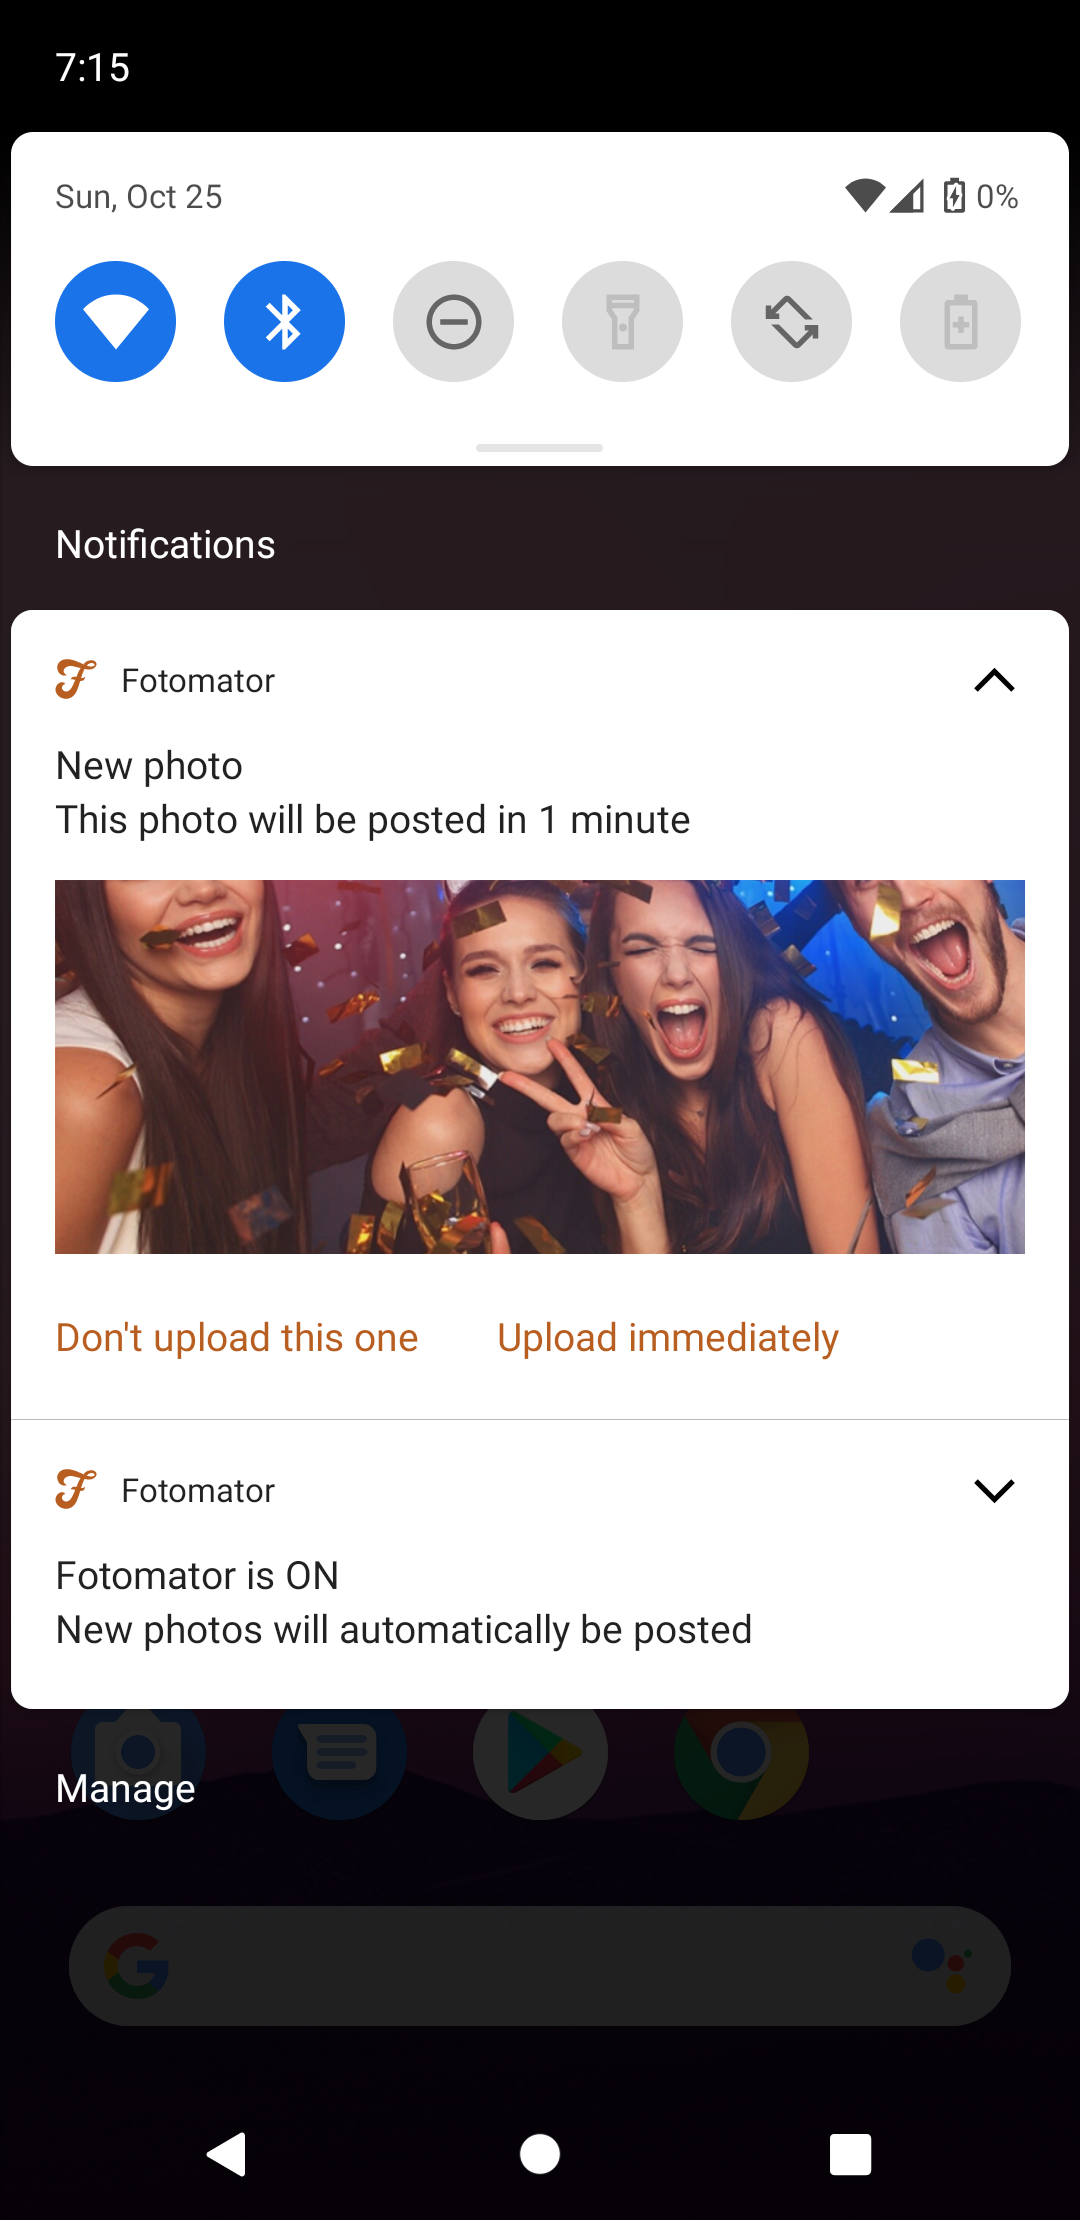 7:15
Sun, Oct 25
0%
Notifications
Fotomator
New photo
This photo will be posted in 1 minute
Don't upload this one
Upload immediately
Fotomator
Fotomator is ON
New photos will automatically be posted
Manage